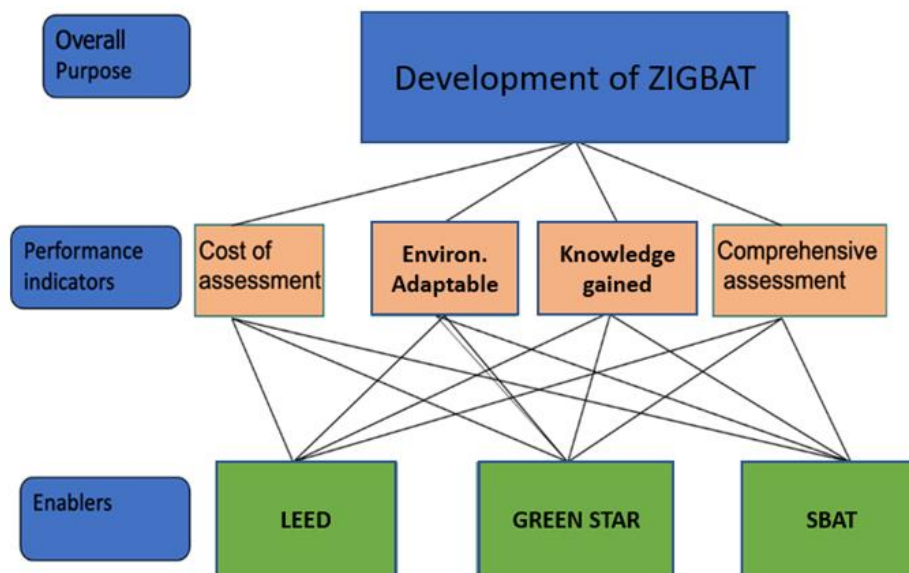 Overall
Purpose
Development of ZIGBAT
Performance
indicators
Cost of
assessment
Environ.
Adaptable
Knowledge
gained
Comprehensive
assessment
Enablers
LEED
GREEN STAR
SBAT